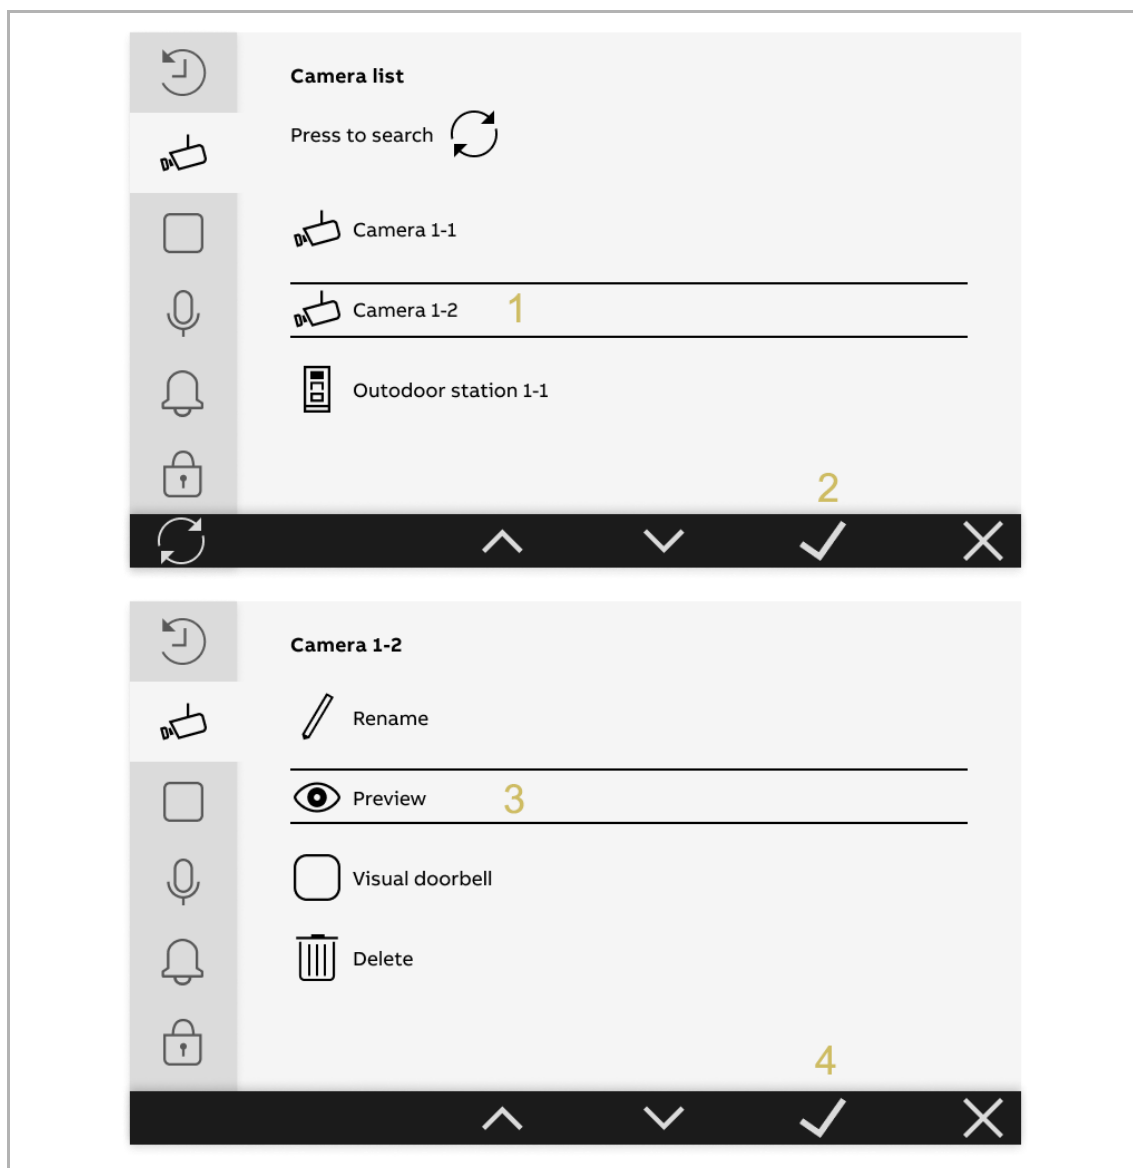 Camera list
Press to search
Camera 1-1
Camera 1-2 1
Outodoor station 1-1
2
Camera 1-2
Rename
Preview 3
Visual doorbell
Delete
4